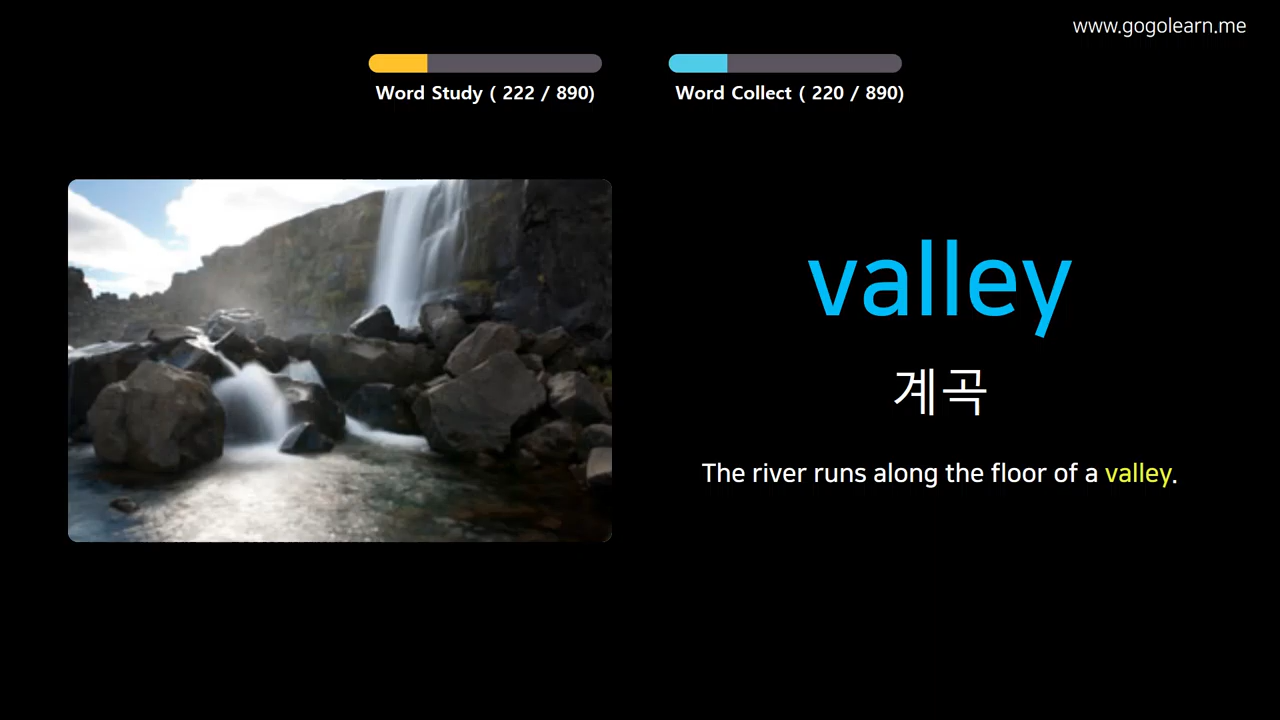 www.gogolearn.me
Word Study ( 222 / 890)
Word Collect ( 220 / 890)
valley
계곡
The river runs along the floor of a valley.